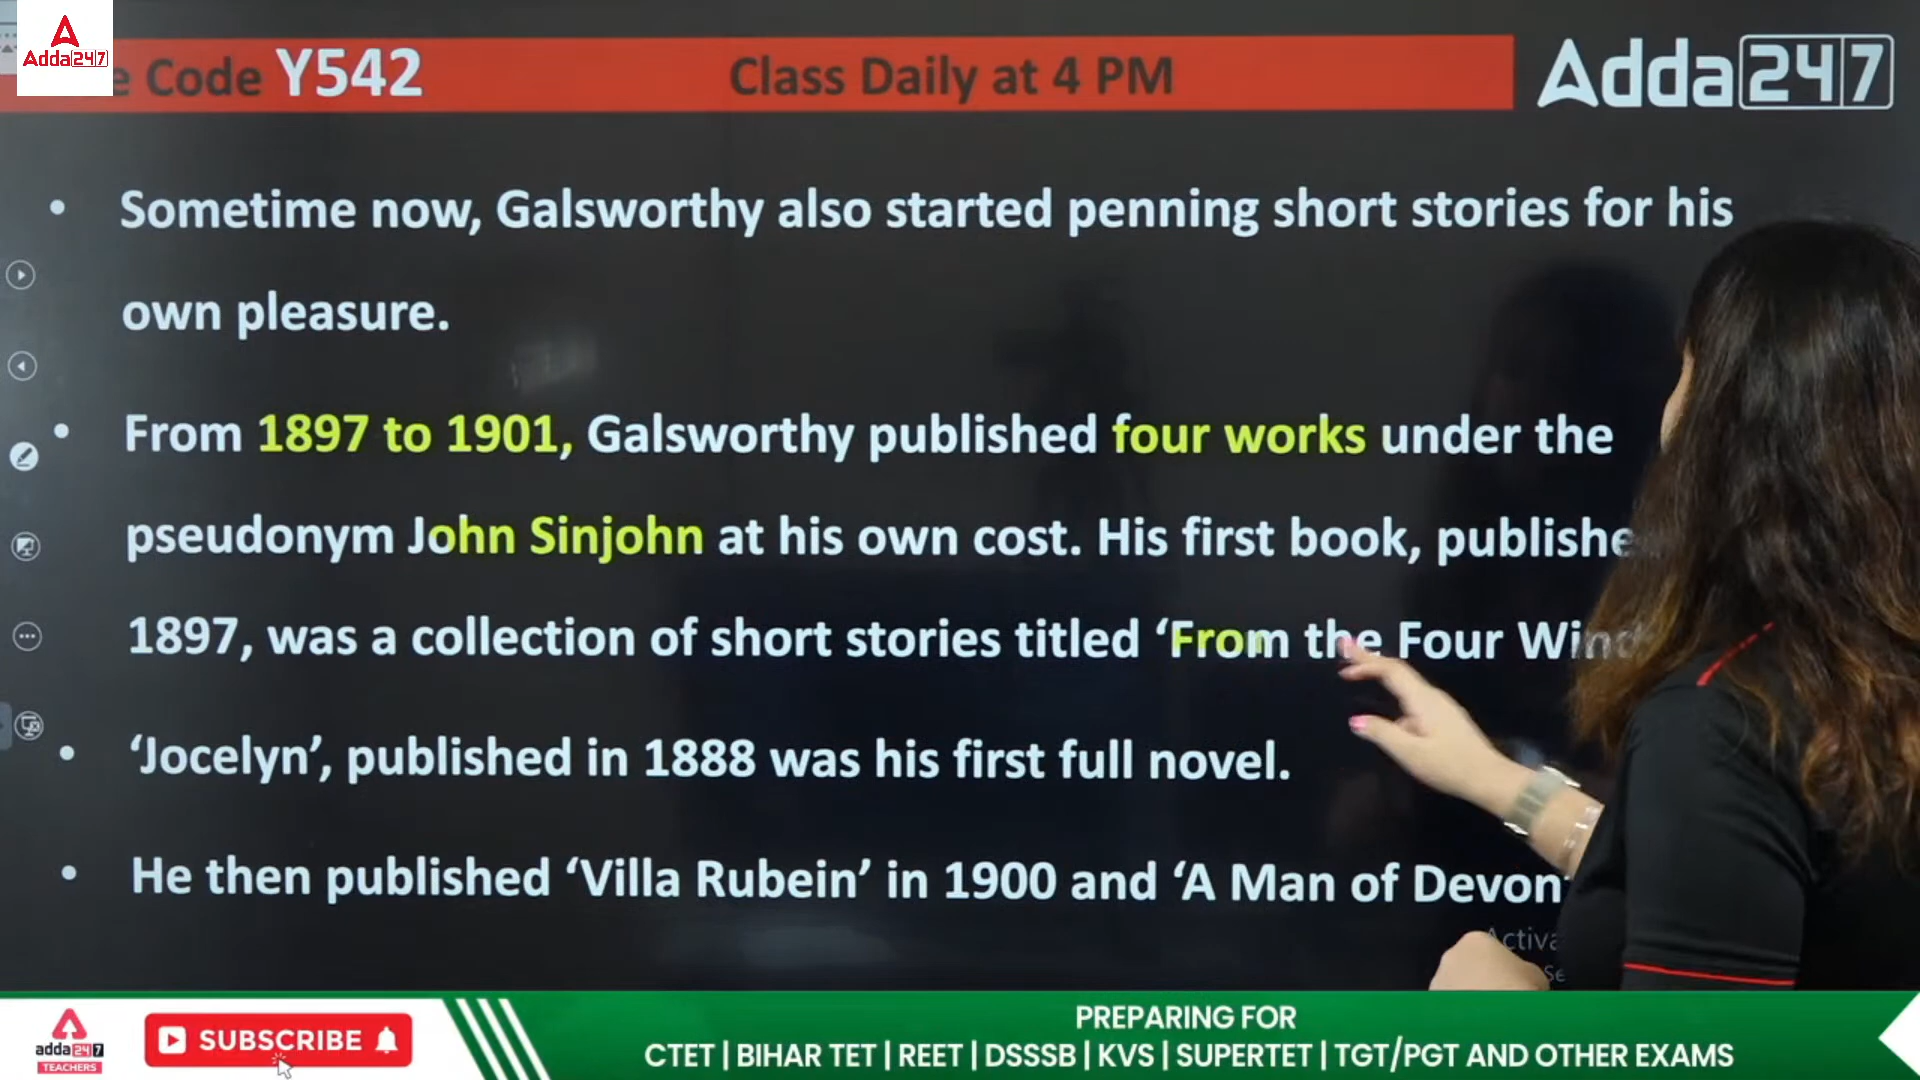 Adda247
e Code Y542
Class Daily at 4 PM
Adda247
• Sometime now, Galsworthy also started penning short stories for his
own pleasure.
• From 1897 to 1901, Galsworthy published four works under the
pseudonym John Sinjohn at his own cost. His first book, publishe
1897, was a collection of short stories titled ‘From the Four Wind
• ‘Jocelyn’, published in 1888 was his first full novel.
• He then published ‘Villa Rubein’ in 1900 and ‘A Man of Devon’
Activa
Se
adda247
TEACHERS
SUBSCRIBE
PREPARING FOR
CTET | BIHAR TET | REET | DSSSB | KVS | SUPERTET | TGT/PGT AND OTHER EXAMS